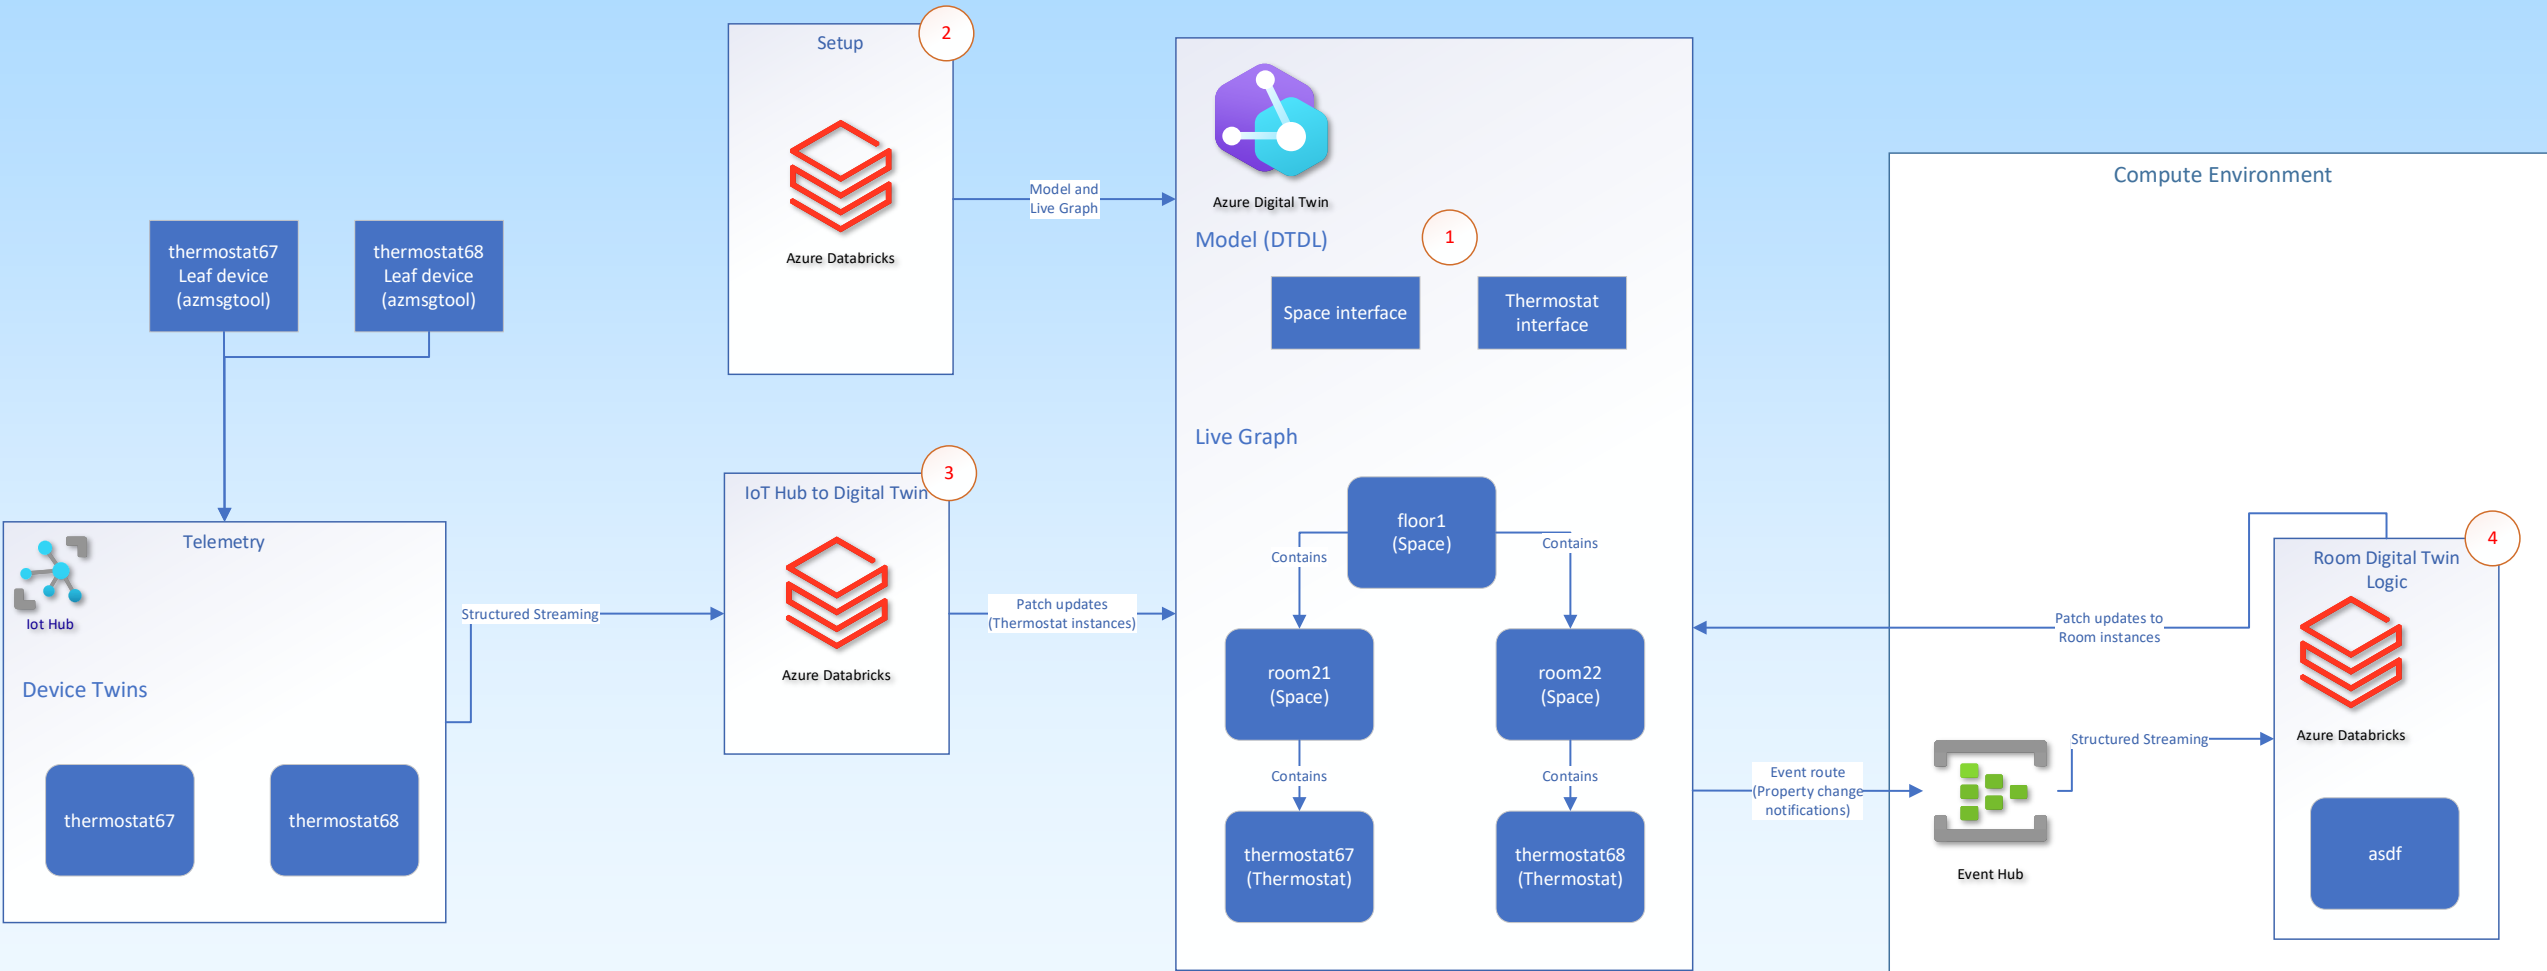 2
Setup
Azure Databricks
Model and
Live Graph
Azure Digital Twin
Model (DTDL)
1
Space interface
Thermostat
interface
Live Graph
floor1
(Space)
Contains
Contains
room21
(Space)
room22
(Space)
Contains
Contains
thermostat67
(Thermostat)
thermostat68
(Thermostat)
thermostat67
Leaf device
(azmsgtool)
thermostat68
Leaf device
(azmsgtool)
Telemetry
Iot Hub
Device Twins
thermostat67
thermostat68
Structured Streaming
3
IoT Hub to Digital Twin
Azure Databricks
Patch updates
(Thermostat instances)
Compute Environment
4
Room Digital Twin
Logic
Azure Databricks
asdf
Patch updates to
Room instances
Structured Streaming
Event route
(Property change
notifications)
Event Hub